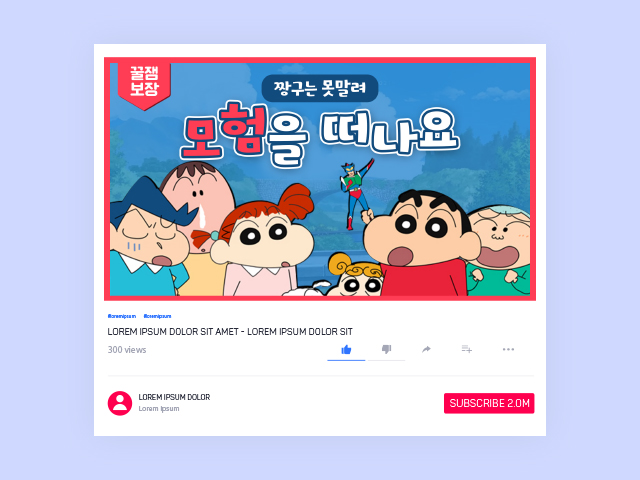 꿀잼
보장
짱구는 못말려
모험을 떠나요
#loremipsum #loremipsum
LOREM IPSUM DOLOR SIT AMET - LOREM IPSUM DOLOR SIT
300 views
LOREM IPSUM DOLOR
Lorem Ipsum
SUBSCRIBE 2.0M